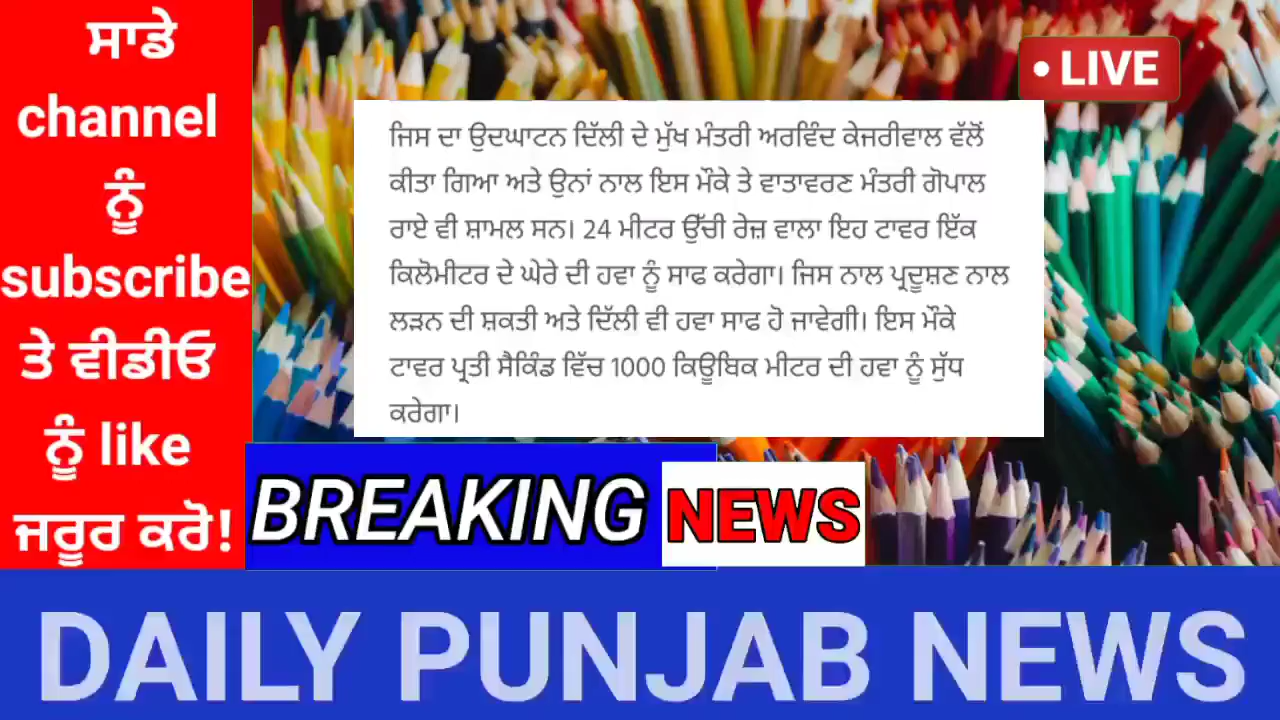 ਸਾਡੇ
channel
ਨੂੰ
subscribe
ਤੇ ਵੀਡੀਓ
ਨੂੰ like
ਜਰੂਰ ਕਰੋ!
• LIVE
ਜਿਸ ਦਾ ਉਦਘਾਟਨ ਦਿੱਲੀ ਦੇ ਮੁੱਖ ਮੰਤਰੀ ਅਰਵਿੰਦ ਕੇਜਰੀਵਾਲ ਵੱਲੋਂ
ਕੀਤਾ ਗਿਆ ਅਤੇ ਉਨਾਂ ਨਾਲ ਇਸ ਮੌਕੇ ਤੇ ਵਾਤਾਵਰਣ ਮੰਤਰੀ ਗੋਪਾਲ
ਰਾਏ ਵੀ ਸ਼ਾਮਲ ਸਨ। 24 ਮੀਟਰ ਉੱਚੀ ਰੇਜ਼ ਵਾਲਾ ਇਹ ਟਾਵਰ ਇੱਕ
ਕਿਲੋਮੀਟਰ ਦੇ ਘੇਰੇ ਦੀ ਹਵਾ ਨੂੰ ਸਾਫ ਕਰੇਗਾ। ਜਿਸ ਨਾਲ ਪ੍ਰਦੂਸ਼ਣ ਨਾਲ
ਲੜਨ ਦੀ ਸ਼ਕਤੀ ਅਤੇ ਦਿੱਲੀ ਵੀ ਹਵਾ ਸਾਫ ਹੋ ਜਾਵੇਗੀ। ਇਸ ਮੌਕੇ
ਟਾਵਰ ਪ੍ਰਤੀ ਸੈਕਿੰਡ ਵਿੱਚ 1000 ਕਿਊਬਿਕ ਮੀਟਰ ਦੀ ਹਵਾ ਨੂੰ ਸ਼ੁੱਧ
ਕਰੇਗਾ।
BREAKING NEWS
DAILY PUNJAB NEWS